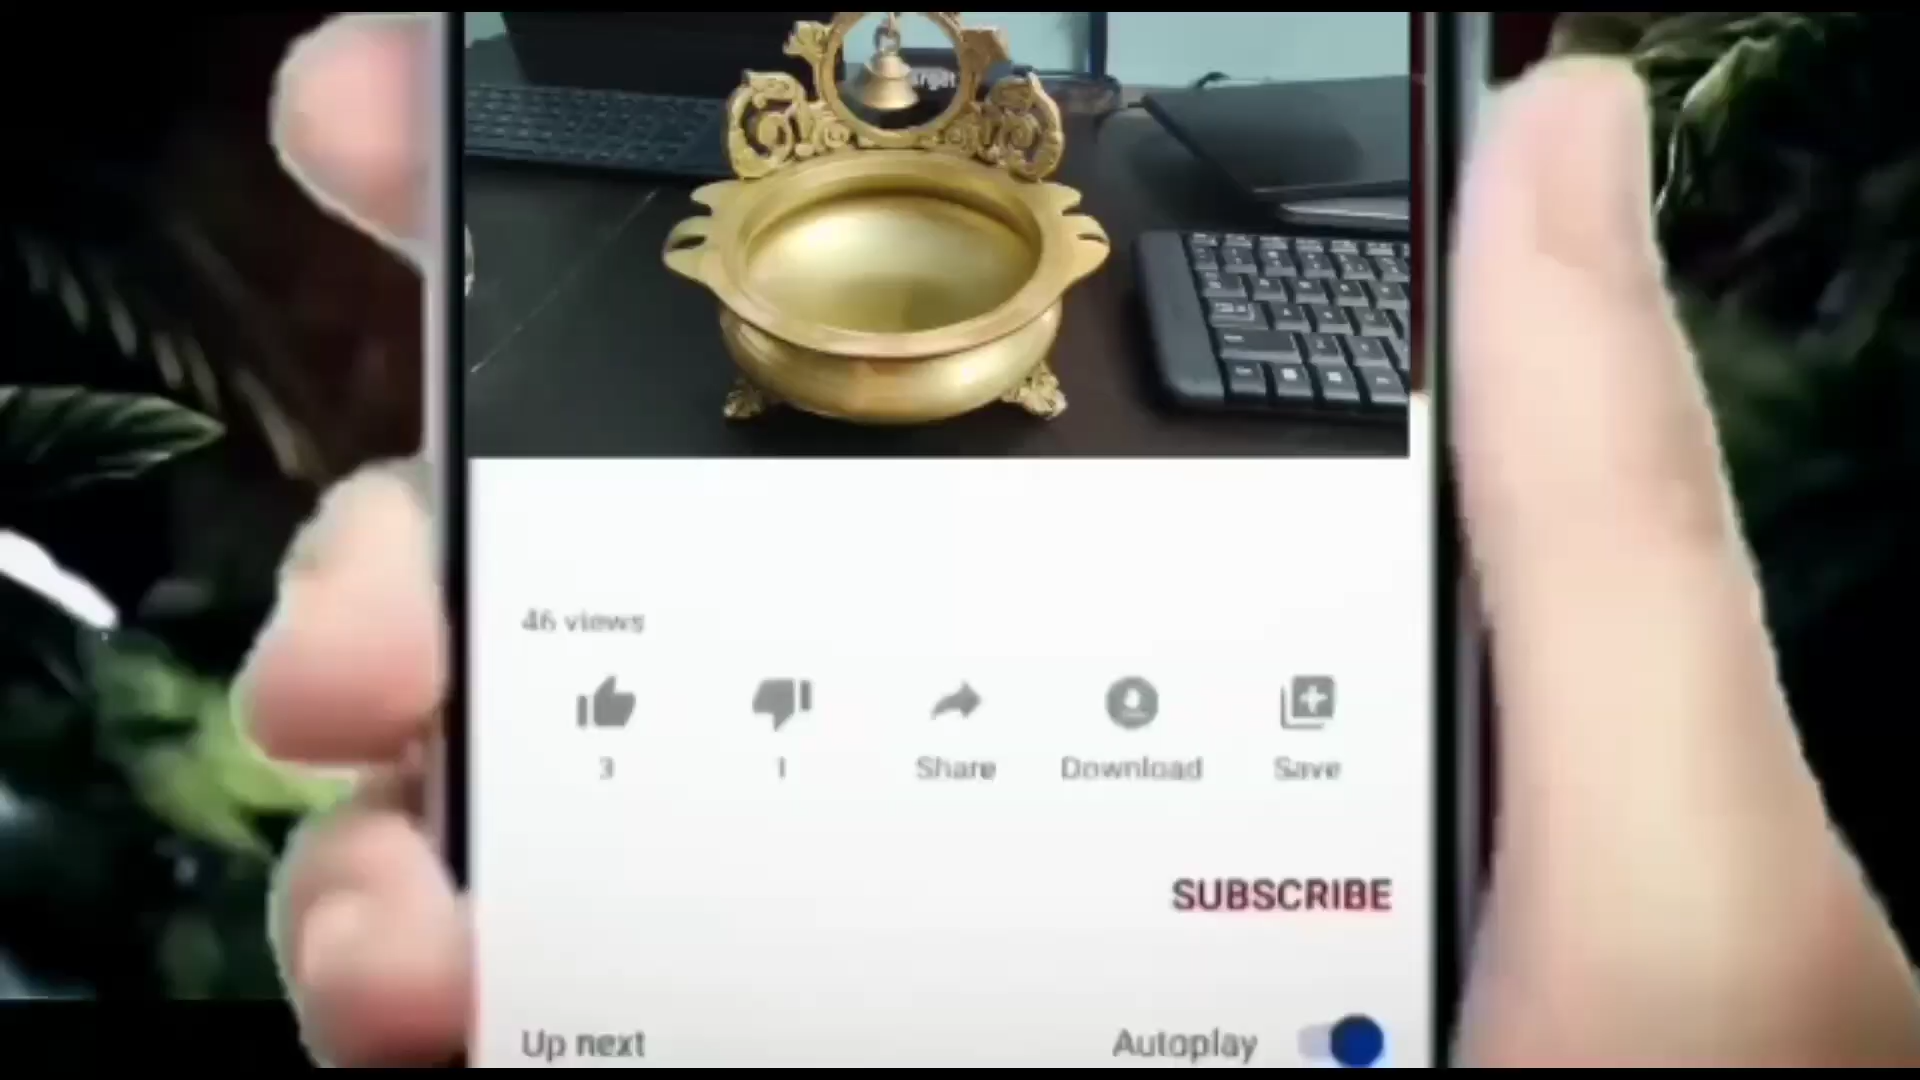 46 views
3
1
Share
Download
Save
SUBSCRIBE
Up next
Autoplay